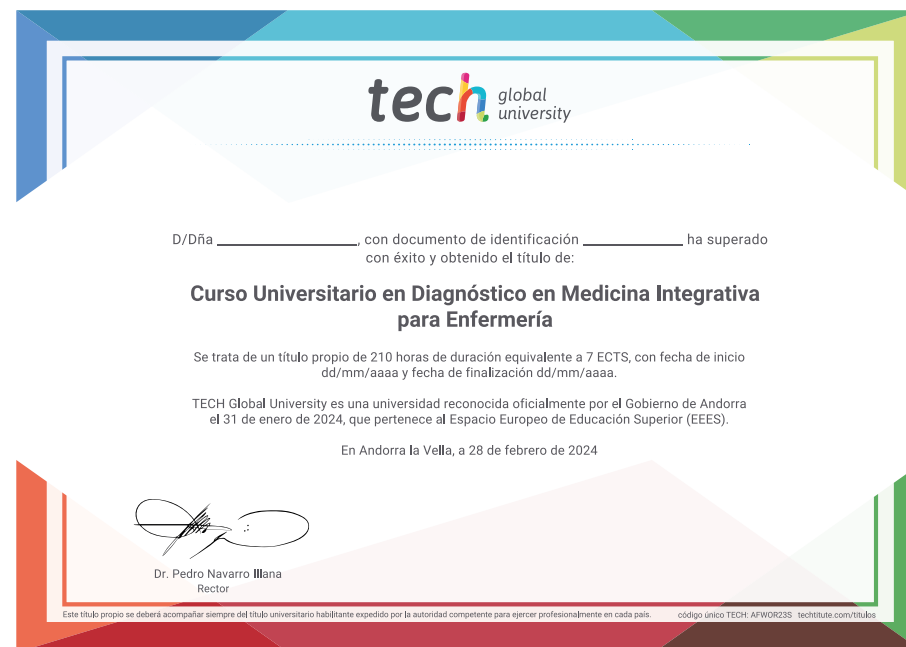 tech global university
D/Dña ____________________, con documento de identificación ______________ ha superado
con éxito y obtenido el título de:
Curso Universitario en Diagnóstico en Medicina Integrativa
para Enfermería
Se trata de un título propio de 210 horas de duración equivalente a 7 ECTS, con fecha de inicio
dd/mm/aaaa y fecha de finalización dd/mm/aaaa.
TECH Global University es una universidad reconocida oficialmente por el Gobierno de Andorra
el 31 de enero de 2024, que pertenece al Espacio Europeo de Educación Superior (EEES).
En Andorra la Vella, a 28 de febrero de 2024
Dr. Pedro Navarro Illana
Rector
Este título propio se deberá acompañar siempre del título universitario habilitante expedido por la autoridad competente para ejercer profesionalmente en cada país. código único TECH: AFWOR23S techtitute.com/titulos